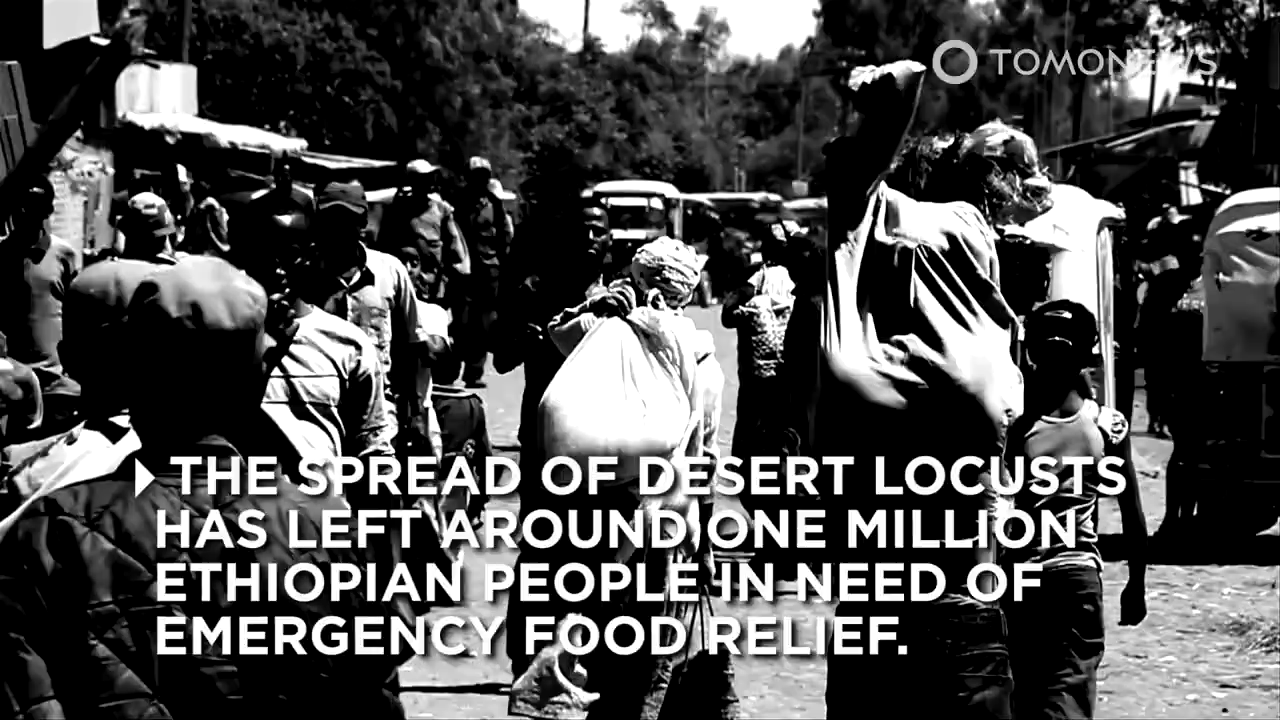 TOMONEWS
THE SPREAD OF DESERT LOCUSTS
HAS LEFT AROUND ONE MILLION
ETHIOPIAN PEOPLE IN NEED OF
EMERGENCY FOOD RELIEF.